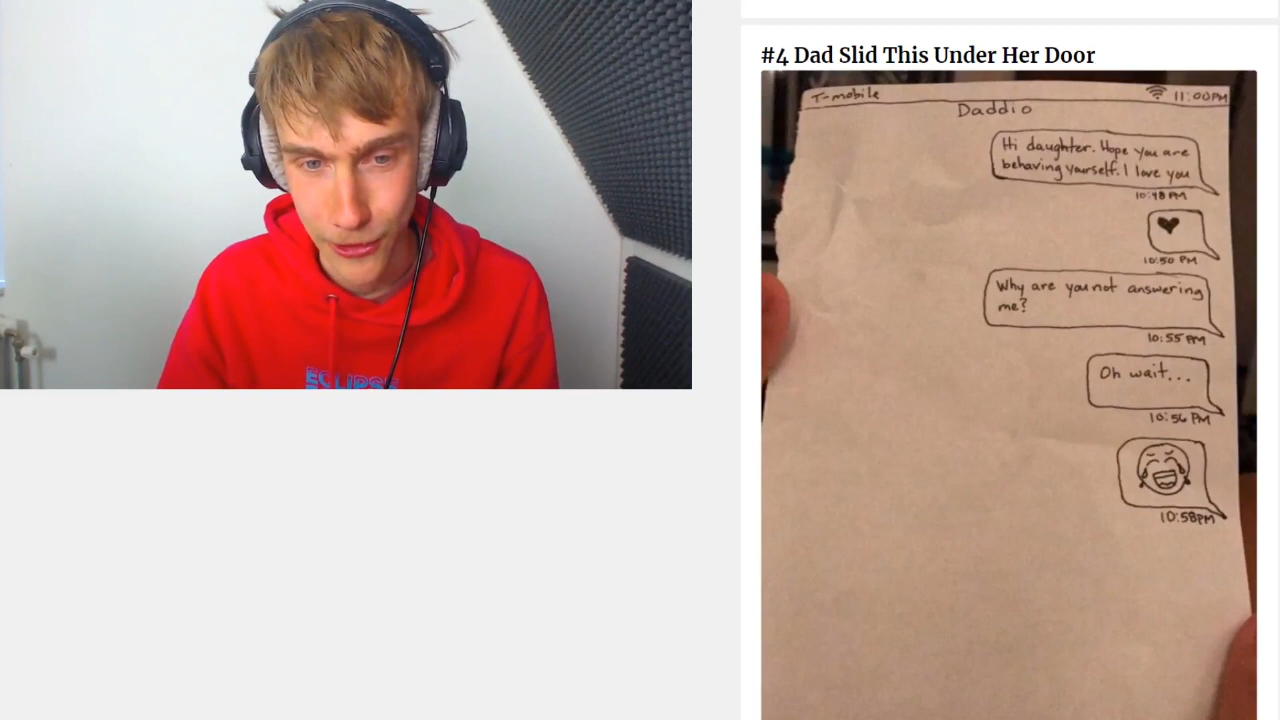 #4 Dad Slid This Under Her Door
T-mobile 11:00PM
Daddio
Hi daughter. Hope you are
behaving yourself. I love you
10:48 PM
10:50 PM
Why are you not answering
me?
10:55 PM
Oh wait...
10:56 PM
10:58PM
ECLIPSE